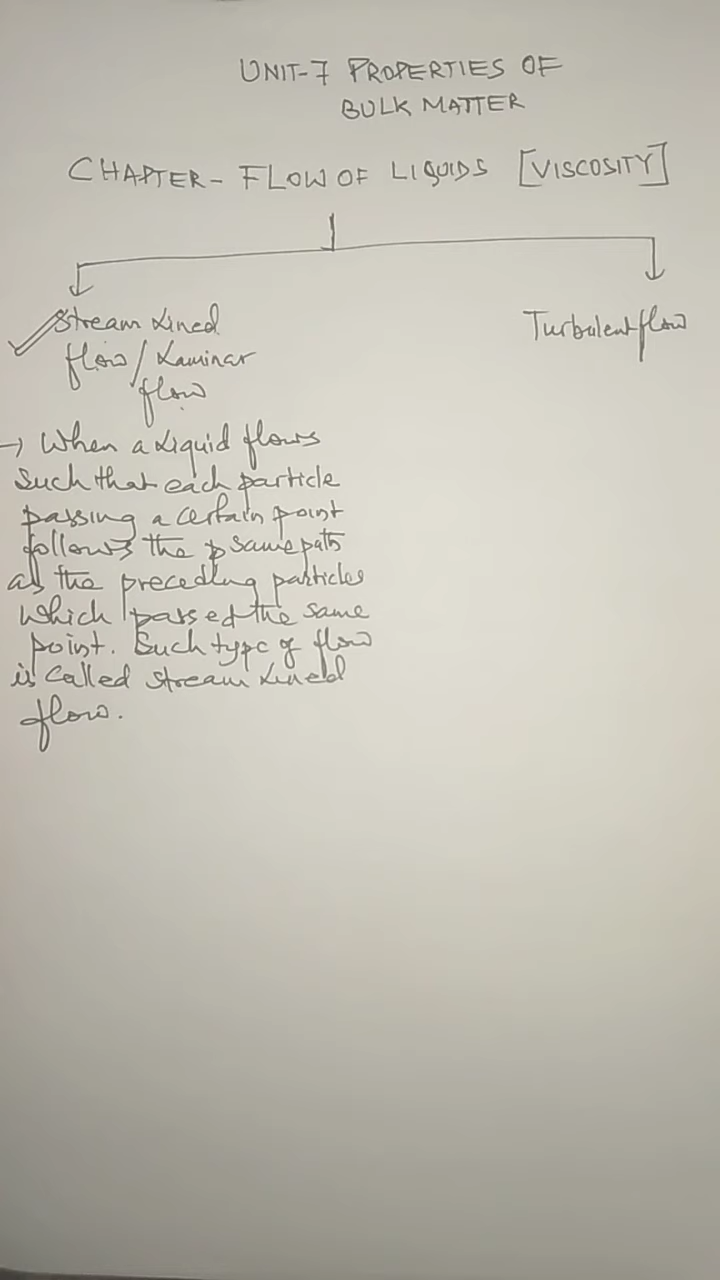 UNIT-7 PROPERTIES OF
BULK MATTER
CHAPTER- FLOW OF LIQUIDS [VISCOSITY]
Stream Lined
flow/Laminar
flow
Turbulent flow
→ When a Liquid flows
Such that each particle
passing a certain point
follows the same path
as the preceding particles
which passed the same
point. Such type of flow
is called stream Lined
flow.